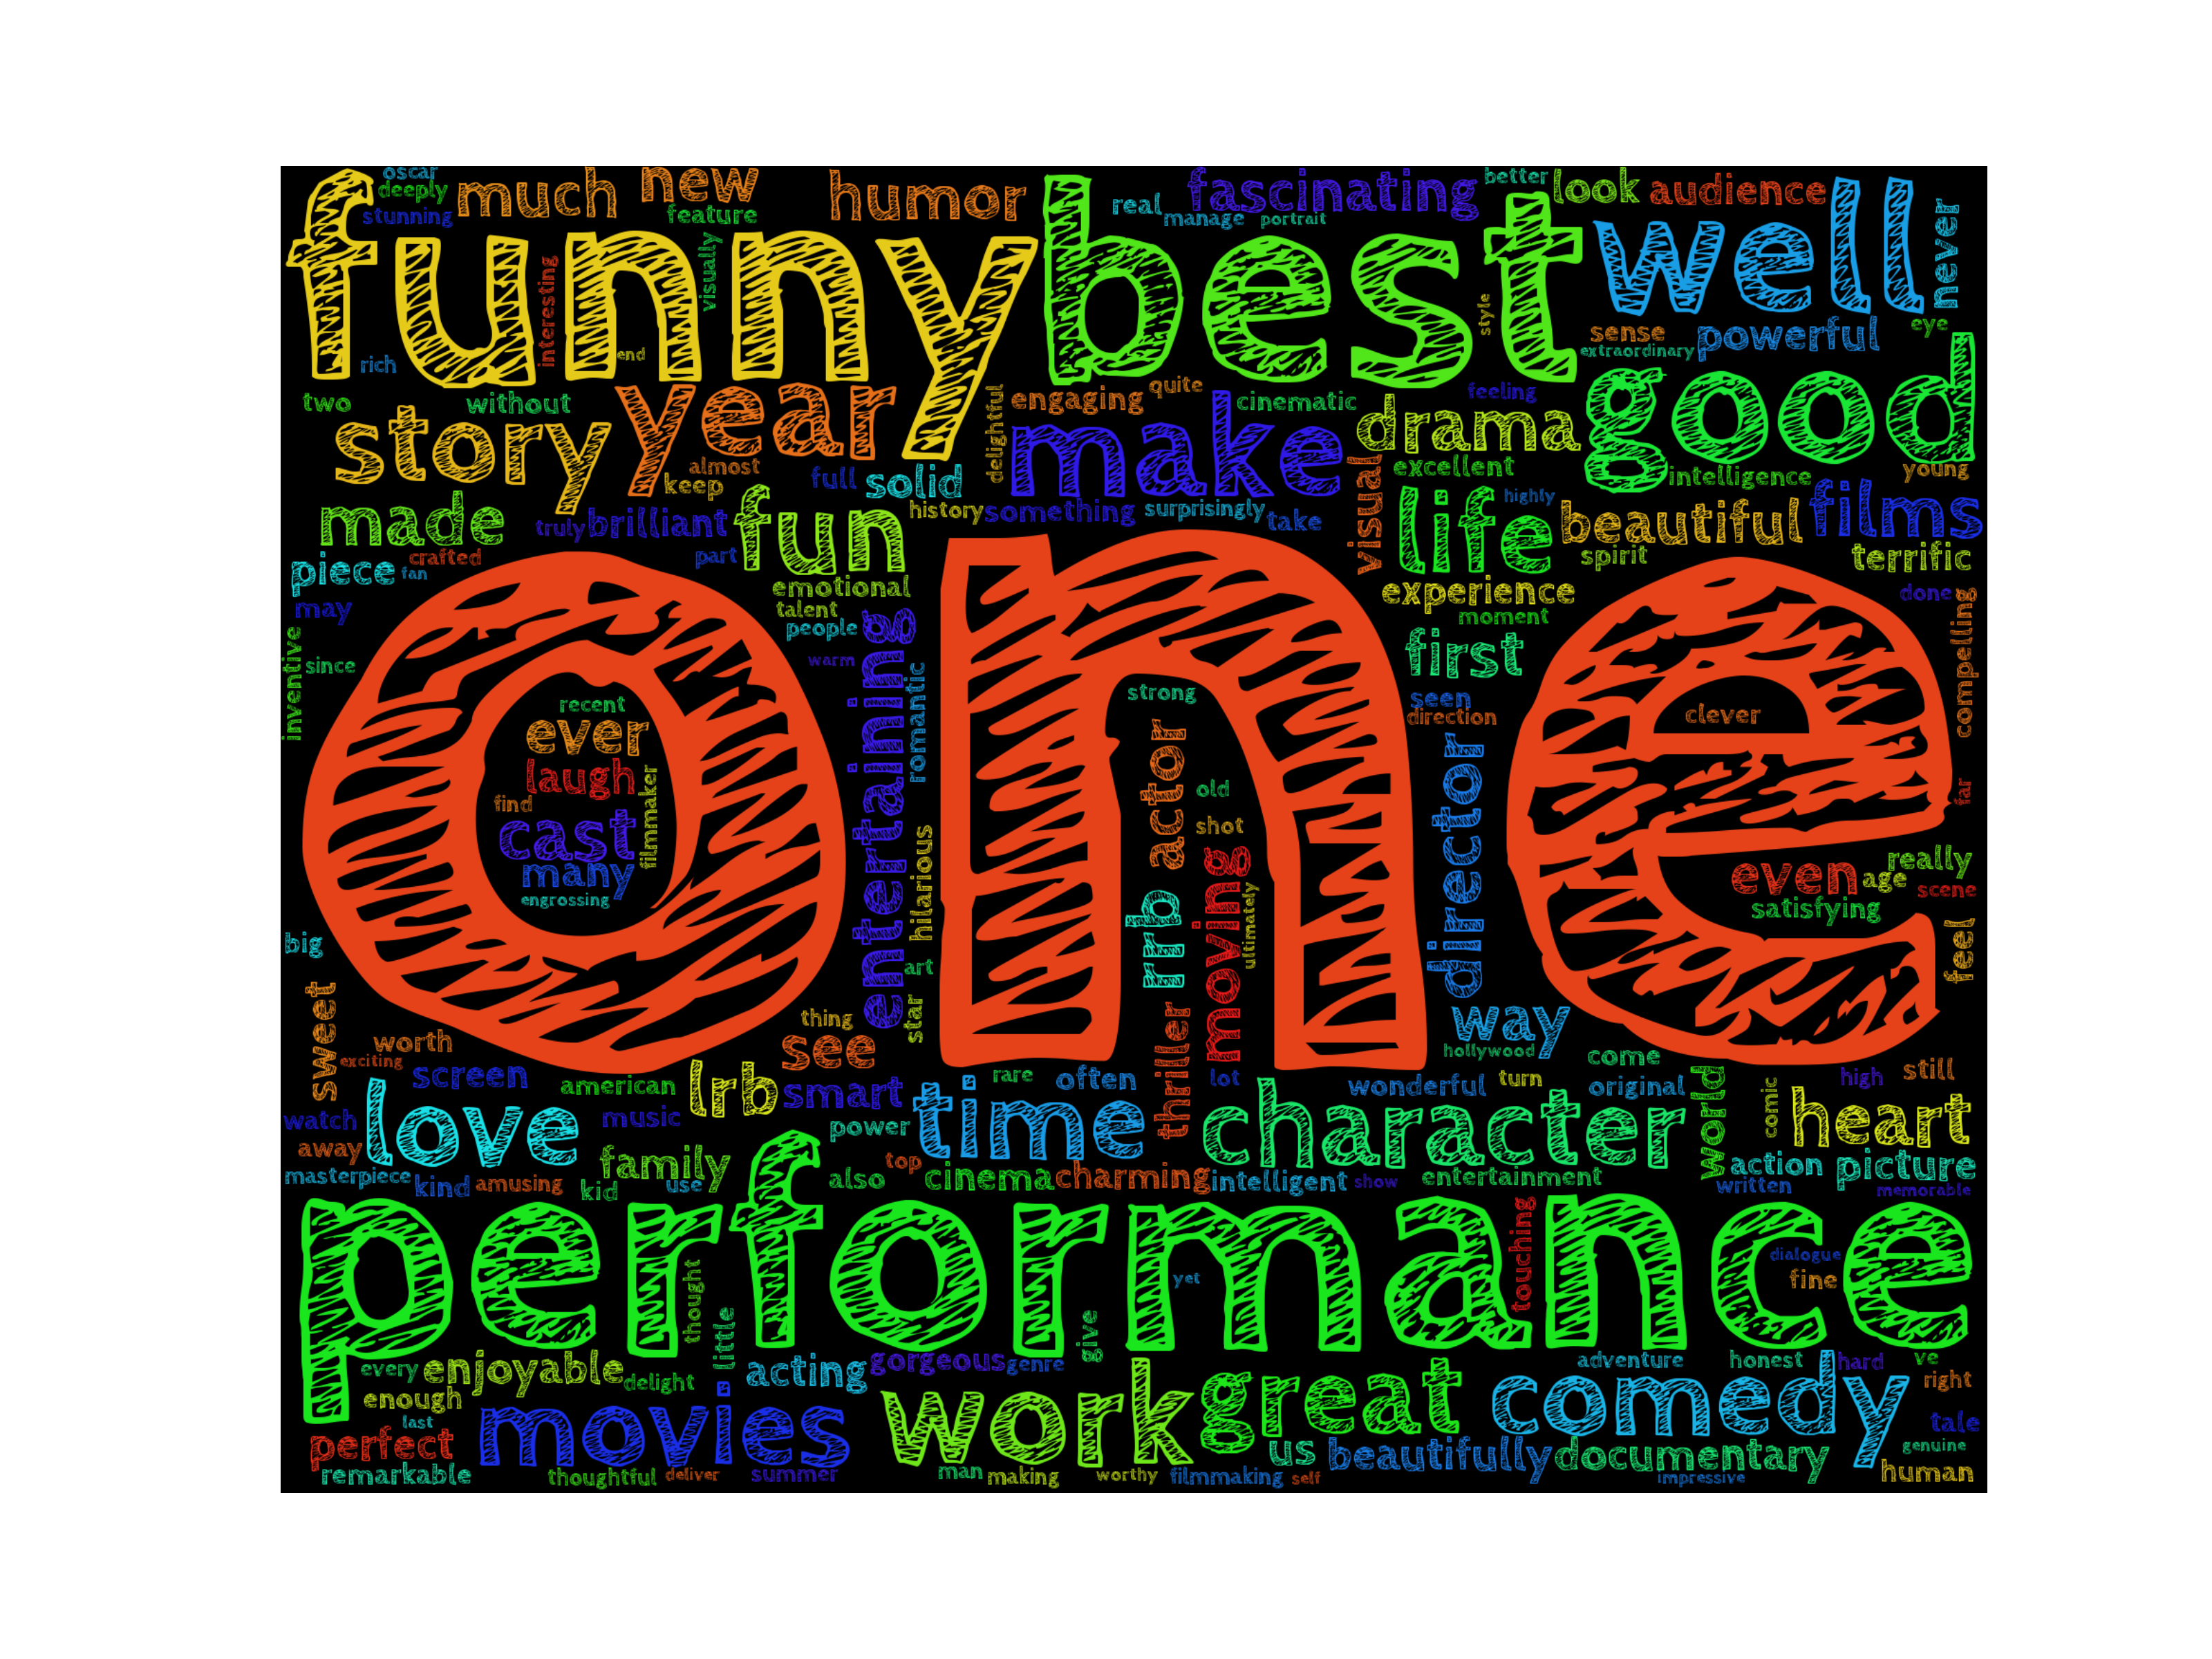 oscar
deeply
stunning
much
new
feature
humor
fascinating
real
manage
portrait
better
look
audience
funny
best
well
never
visually
interesting
end
rich
style
sense
powerful
eye
extraordinary
good
two
without
year
story
almost
keep
full
solid
delightful
engaging
quite
cinematic
make
feeling
drama
excellent
intelligence
young
visual
highly
life
beautiful
films
spirit
terrific
made
truly
brilliant
fun
history
something
surprisingly
take
part
crafted
piece
fan
may
emotional
talent
people
warm
experience
moment
first
done
compelling
inventive
since
one
entertaining
romantic
recent
ever
laugh
find
filmmaker
cast
many
engrossing
strong
actor
old
shot
seen
direction
director
clever
far
really
even
age
scene
satisfying
feel
hilarious
rrb
moving
ultimately
big
art
star
sweet
thing
see
worth
exciting
thriller
way
hollywood
come
still
screen
american
lrb
smart
rare
often
lot
wonderful
turn
original
world
comic
high
watch
love
music
power
time
character
heart
away
family
top
masterpiece
kind
amusing
kid
use
also
cinema
charming
intelligent
show
entertainment
action
picture
written
memorable
performance
touching
dialogue
fine
thought
little
yet
give
every
enjoyable
delight
acting
gorgeous
genre
adventure
honest
hard
ve
right
enough
last
movies
work
great
comedy
tale
perfect
us
beautifully
documentary
genuine
remarkable
thoughtful
deliver
summer
man
making
worthy
filmmaking
self
impressive
human